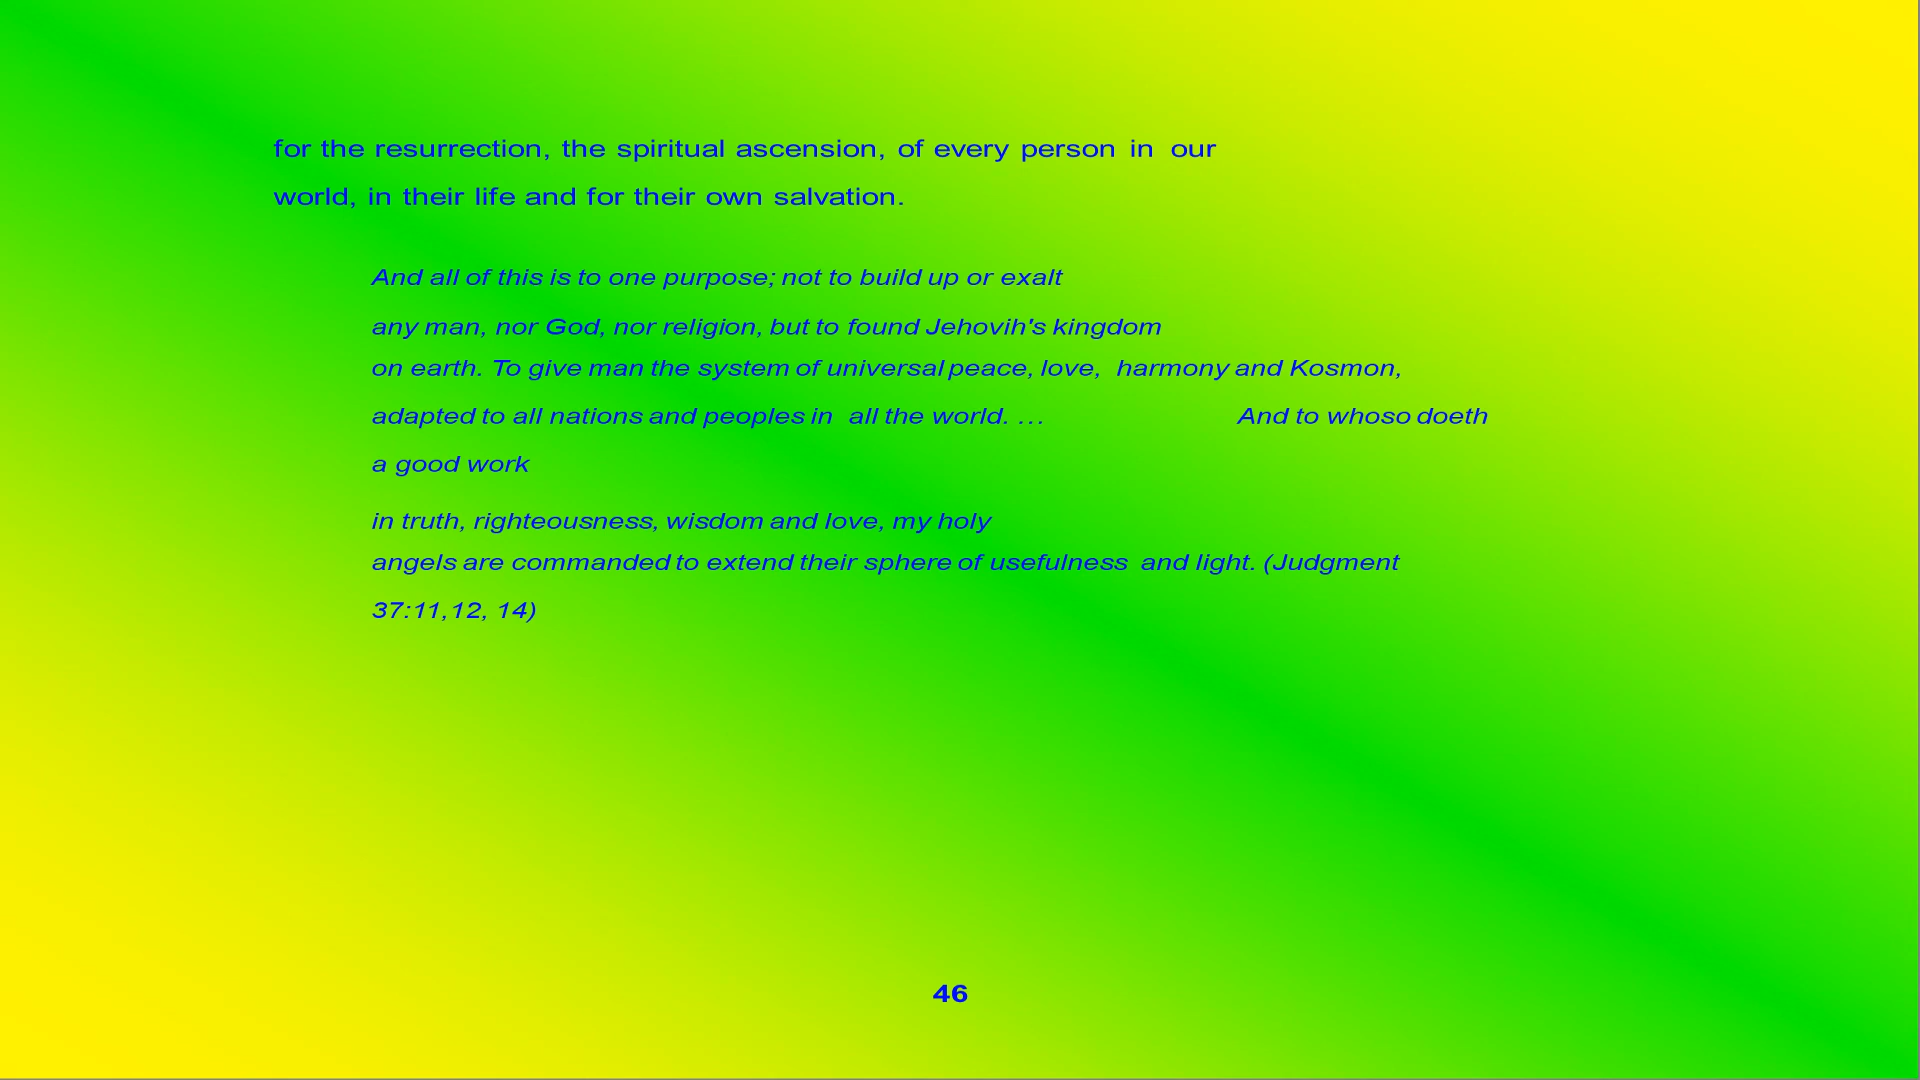 for the resurrection, the spiritual ascension, of every person in our
world, in their life and for their own salvation.
And all of this is to one purpose; not to build up or exalt
any man, nor God, nor religion, but to found Jehovih's kingdom
on earth. To give man the system of universal peace, love, harmony and Kosmon,
adapted to all nations and peoples in all the world. … And to whoso doeth
a good work
in truth, righteousness, wisdom and love, my holy
angels are commanded to extend their sphere of usefulness and light. (Judgment
37:11,12, 14)
46